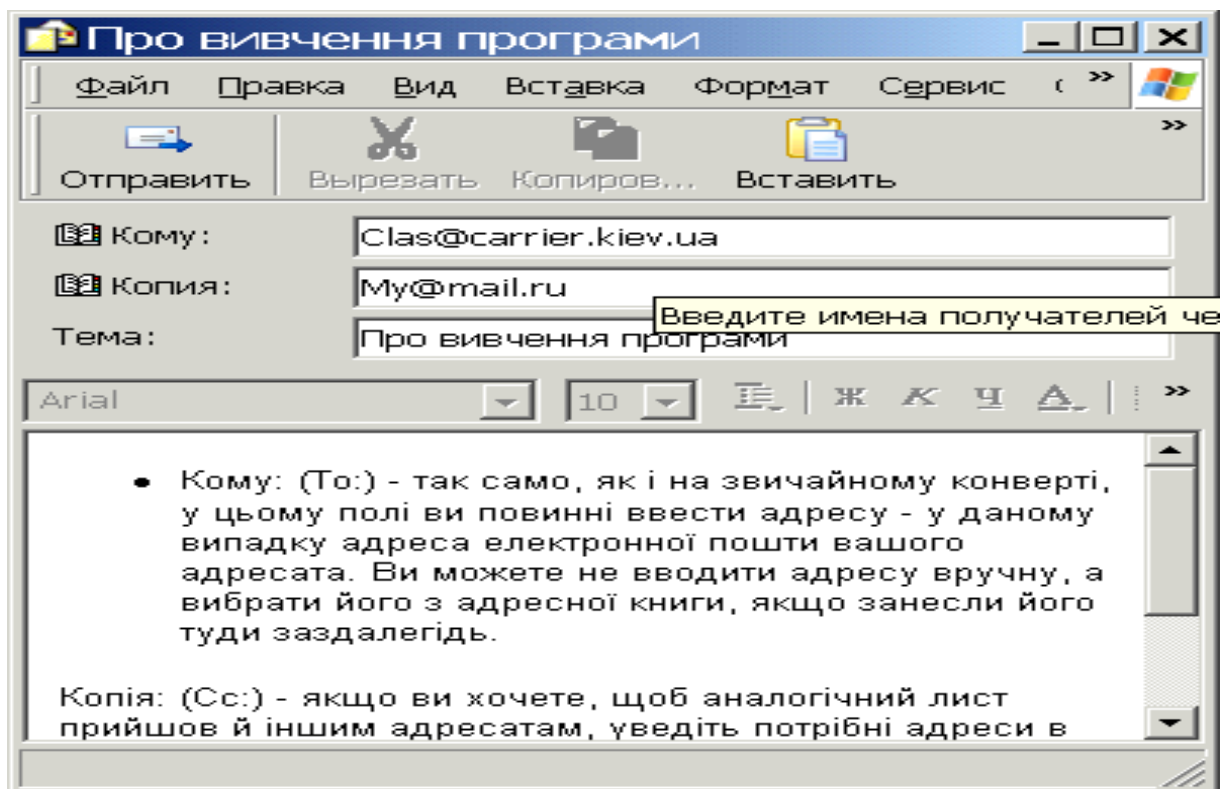 Про вивчення програми
Файл Правка Вид Вставка Формат Сервис »
Отправить Вырезать Копиров... Вставить »
Кому: Clas@carrier.kiev.ua
Копия: My@mail.ru
Введите имена получателей че
Тема: Про вивчення програми
Arial 10 Ж К Ч А »
• Кому: (To:) - так само, як і на звичайному конверті,
у цьому полі ви повинні ввести адресу - у даному
випадку адреса електронної пошти вашого
адресата. Ви можете не вводити адресу вручну, а
вибрати його з адресної книги, якщо занесли його
туди заздалегідь.
Копія: (Cc:) - якщо ви хочете, щоб аналогічний лист
прийшов й іншим адресатам, уведіть потрібні адреси в